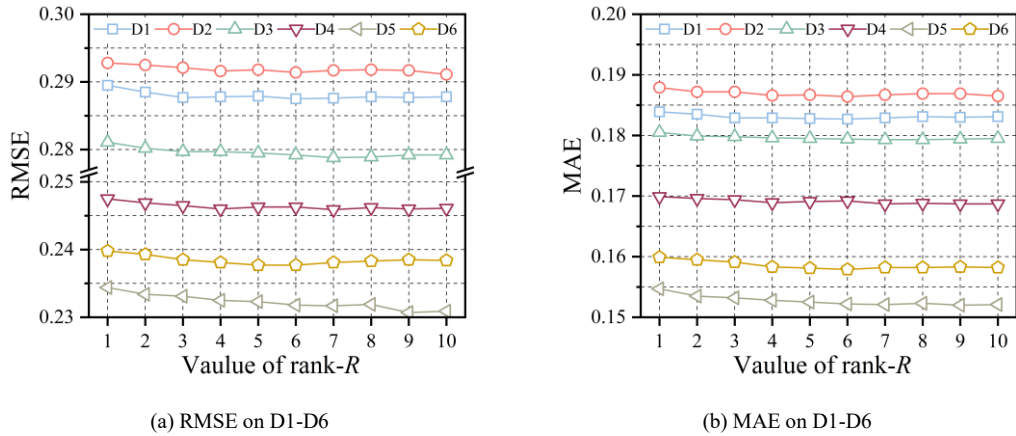 0.30
D1 D2 D3 D4 D5 D6
0.29
0.28
0.25
0.24
0.23
RMSE
1 2 3 4 5 6 7 8 9 10
Vaulue of rank-R
(a) RMSE on D1-D6
0.20
D1 D2 D3 D4 D5 D6
0.19
0.18
0.17
0.16
0.15
MAE
1 2 3 4 5 6 7 8 9 10
Vaulue of rank-R
(b) MAE on D1-D6